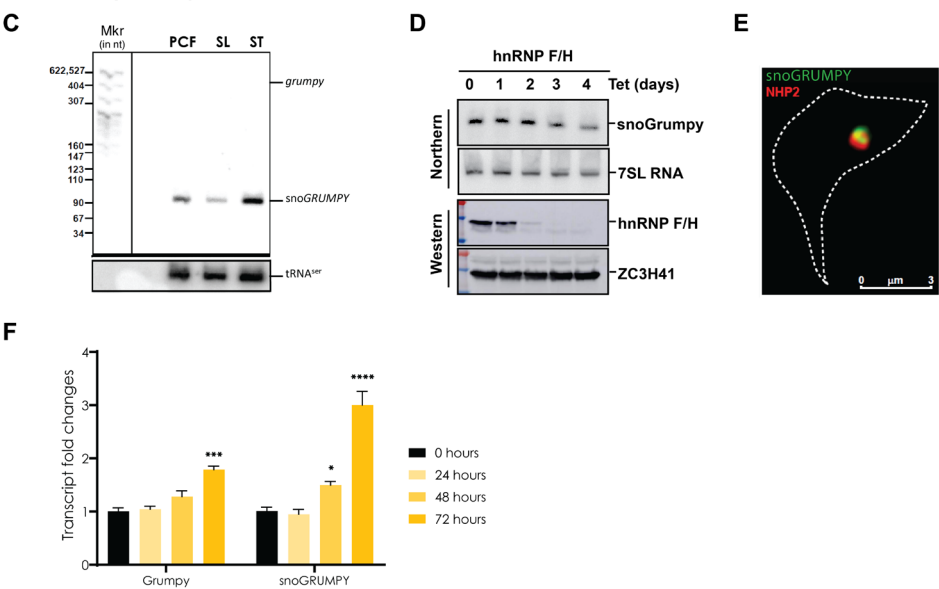 C
Mkr
(in nt)
PCF SL ST
622,527
404
307
160
147
123
110
90
67
34
grumpy
snoGRUMPY
tRNAser
D
hnRNP F/H
0 1 2 3 4 Tet (days)
Northern
snoGrumpy
7SL RNA
Western
hnRNP F/H
ZC3H41
E
snoGRUMPY
NHP2
0 µm 3
F
Transcript fold changes
4
3
2
1
0
***
*
****
Grumpy
snoGRUMPY
0 hours
24 hours
48 hours
72 hours